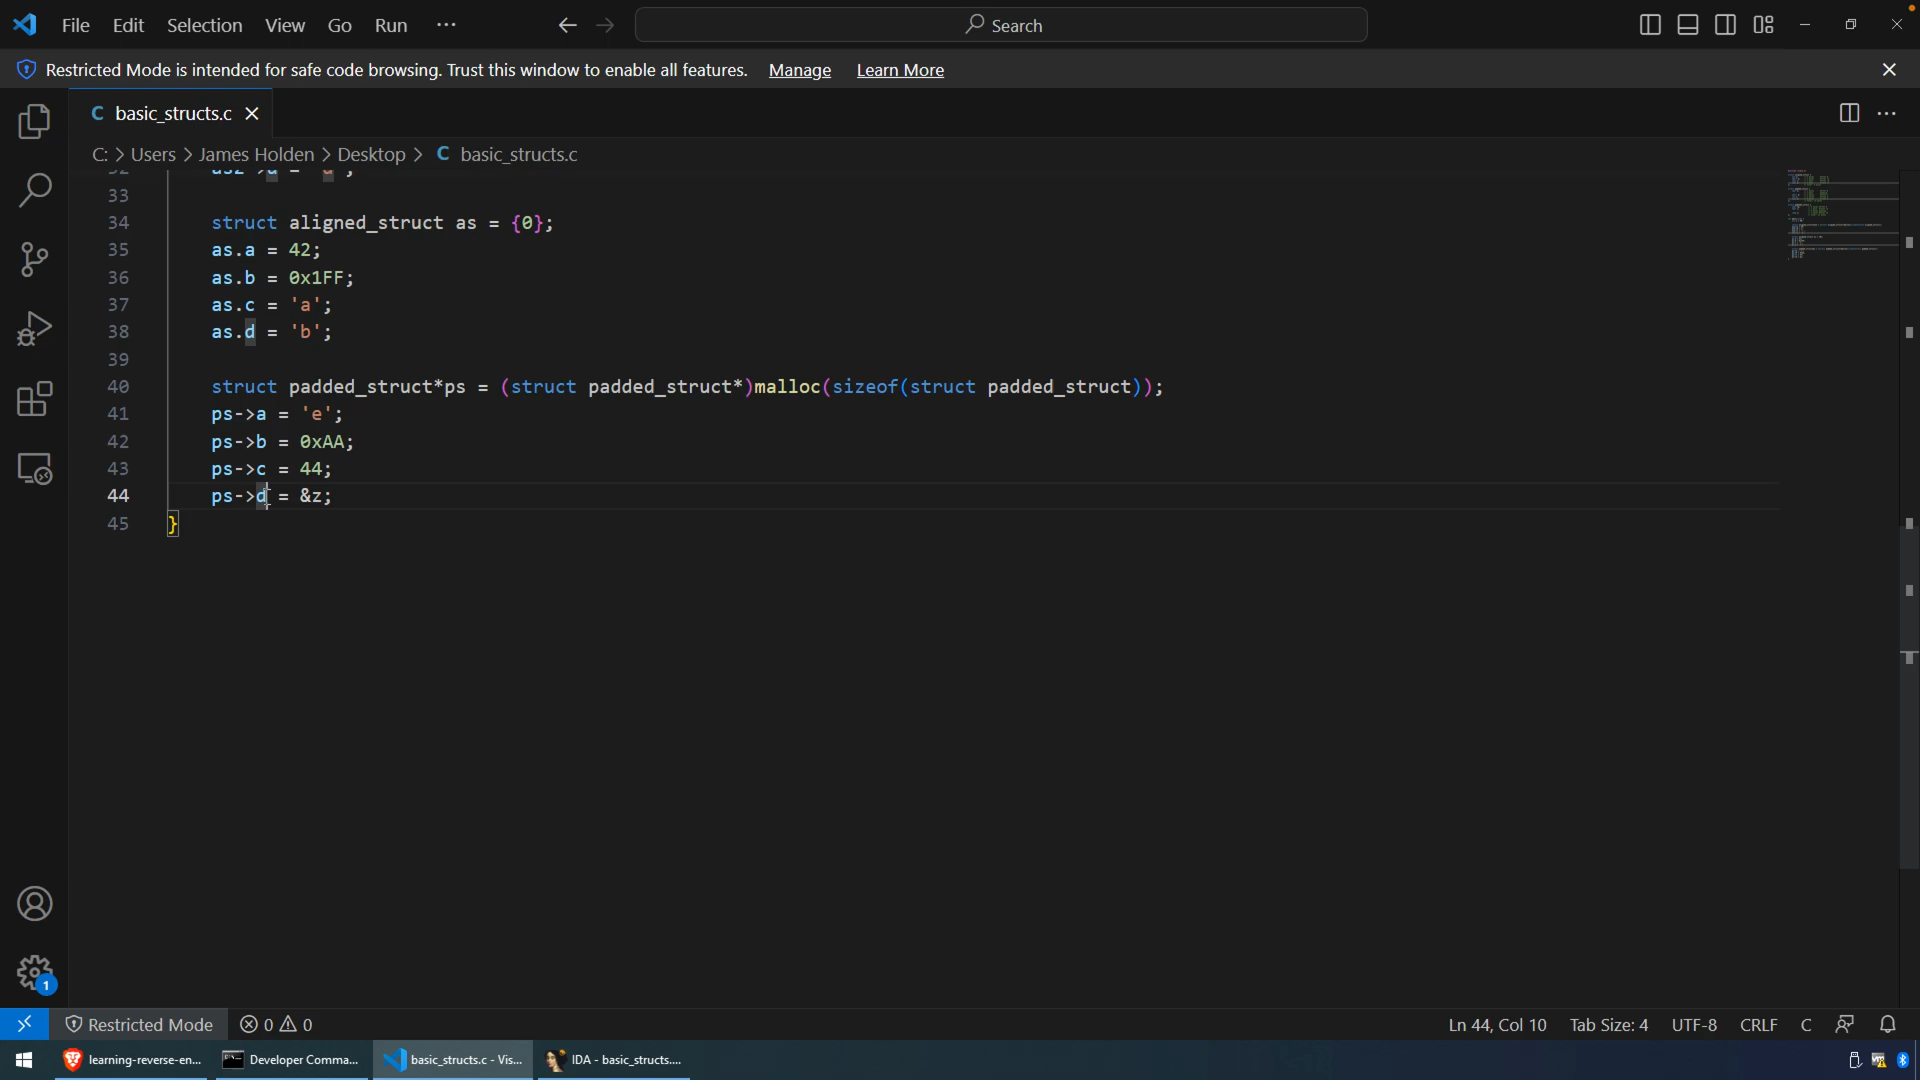 File Edit Selection View Go Run ··· Search
Restricted Mode is intended for safe code browsing. Trust this window to enable all features. Manage Learn More
C basic_structs.c
C: > Users > James Holden > Desktop > C basic_structs.c
33
34 struct aligned_struct as = {0};
35 as.a = 42;
36 as.b = 0x1FF;
37 as.c = 'a';
38 as.d = 'b';
39
40 struct padded_struct*ps = (struct padded_struct*)malloc(sizeof(struct padded_struct));
41 ps->a = 'e';
42 ps->b = 0xAA;
43 ps->c = 44;
44 ps->d = &z;
45 }
1
Restricted Mode 0 0 Ln 44, Col 10 Tab Size: 4 UTF-8 CRLF C
learning-reverse-en... Developer Comma... basic_structs.c - Vis... IDA - basic_structs....